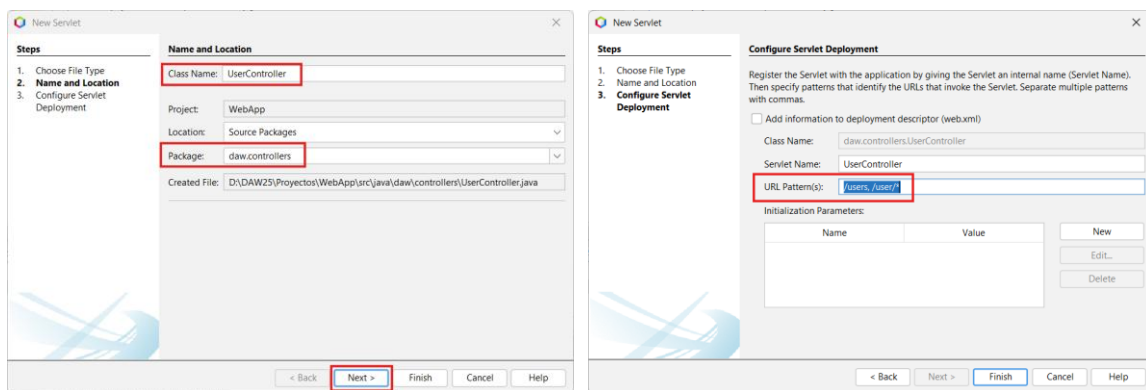 New Servlet
Steps
1. Choose File Type
2. Name and Location
3. Configure Servlet
Deployment
Name and Location
Class Name: UserController
Project: WebApp
Location: Source Packages
Package: daw.controllers
Created File: D:\DAW25\Proyectos\WebApp\src\java\daw\controllers\UserController.java
< Back Next > Finish Cancel Help
New Servlet
Steps
1. Choose File Type
2. Name and Location
3. Configure Servlet
Deployment
Configure Servlet Deployment
Register the Servlet with the application by giving the Servlet an internal name (Servlet Name).
Then specify patterns that identify the URLs that invoke the Servlet. Separate multiple patterns
with commas.
Add information to deployment descriptor (web.xml)
Class Name: daw.controllers.UserController
Servlet Name: UserController
URL Pattern(s): /users, /user/*
Initialization Parameters:
Name Value
New
Edit...
Delete
< Back Next > Finish Cancel Help